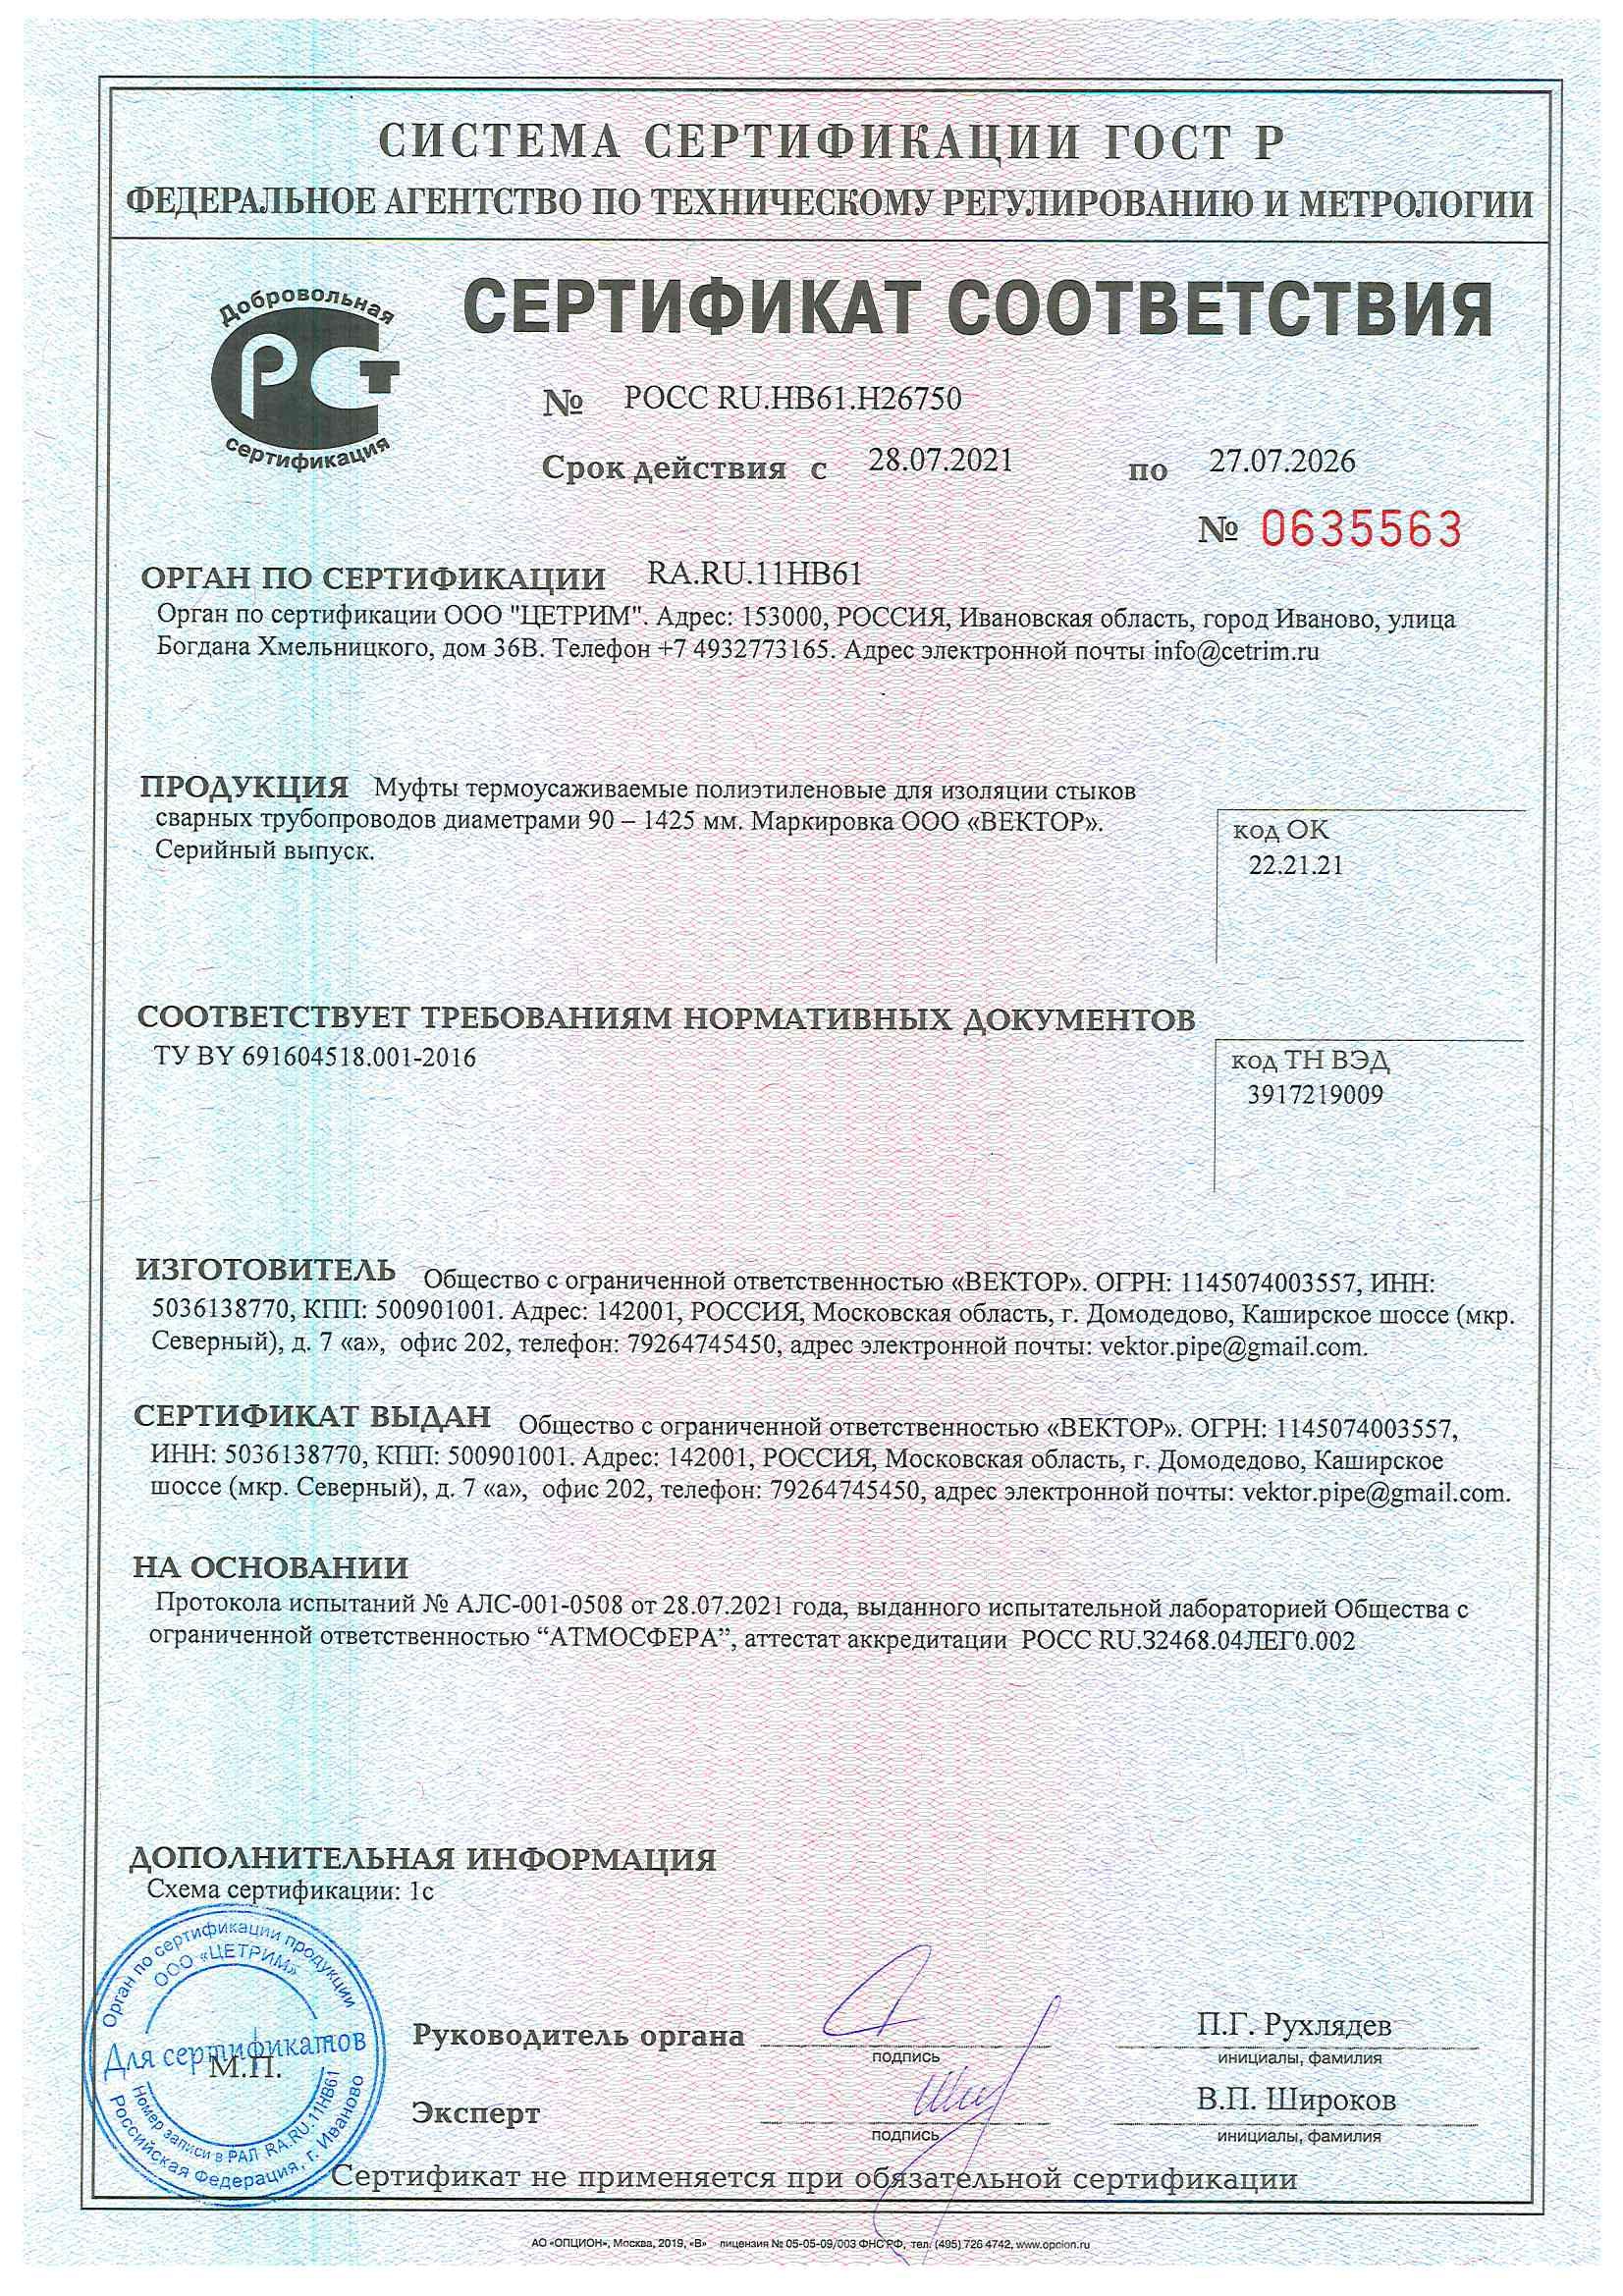 СИСТЕМА СЕРТИФИКАЦИИ ГОСТ Р
ФЕДЕРАЛЬНОЕ АГЕНТСТВО ПО ТЕХНИЧЕСКОМУ РЕГУЛИРОВАНИЮ И МЕТРОЛОГИИ
Добровольная
РСТ
сертификация
СЕРТИФИКАТ СООТВЕТСТВИЯ
№ РОСС RU.НВ61.Н26750
Срок действия с 28.07.2021 по 27.07.2026
№ 0635563
ОРГАН ПО СЕРТИФИКАЦИИ RA.RU.11НВ61
Орган по сертификации ООО "ЦЕТРИМ". Адрес: 153000, РОССИЯ, Ивановская область, город Иваново, улица
Богдана Хмельницкого, дом 36В. Телефон +7 4932773165. Адрес электронной почты info@cetrim.ru
ПРОДУКЦИЯ Муфты термоусаживаемые полиэтиленовые для изоляции стыков
сварных трубопроводов диаметрами 90 – 1425 мм. Маркировка ООО «ВЕКТОР».
Серийный выпуск.
код ОК
22.21.21
СООТВЕТСТВУЕТ ТРЕБОВАНИЯМ НОРМАТИВНЫХ ДОКУМЕНТОВ
ТУ BY 691604518.001-2016
код ТН ВЭД
3917219009
ИЗГОТОВИТЕЛЬ Общество с ограниченной ответственностью «ВЕКТОР». ОГРН: 1145074003557, ИНН:
5036138770, КПП: 500901001. Адрес: 142001, РОССИЯ, Московская область, г. Домодедово, Каширское шоссе (мкр.
Северный), д. 7 «а», офис 202, телефон: 79264745450, адрес электронной почты: vektor.pipe@gmail.com.
СЕРТИФИКАТ ВЫДАН Общество с ограниченной ответственностью «ВЕКТОР». ОГРН: 1145074003557,
ИНН: 5036138770, КПП: 500901001. Адрес: 142001, РОССИЯ, Московская область, г. Домодедово, Каширское
шоссе (мкр. Северный), д. 7 «а», офис 202, телефон: 79264745450, адрес электронной почты: vektor.pipe@gmail.com.
НА ОСНОВАНИИ
Протокола испытаний № АЛС-001-0508 от 28.07.2021 года, выданного испытательной лабораторией Общества с
ограниченной ответственностью “АТМОСФЕРА”, аттестат аккредитации РОСС RU.32468.04ЛЕГ0.002
ДОПОЛНИТЕЛЬНАЯ ИНФОРМАЦИЯ
Схема сертификации: 1с
Орган по сертификации продукции
ООО «ЦЕТРИМ»
Для сертификатов
М.П.
Номер записи в РАЛ RA.RU.11НВ61
Российская Федерация, г. Иваново
Руководитель органа П.Г. Рухлядев
подпись инициалы, фамилия
Эксперт В.П. Широков
подпись инициалы, фамилия
Сертификат не применяется при обязательной сертификации
АО «ОПЦИОН», Москва, 2019, «В» лицензия № 05-05-09/003 ФНС РФ, тел. (495) 726 4742, www.opcion.ru